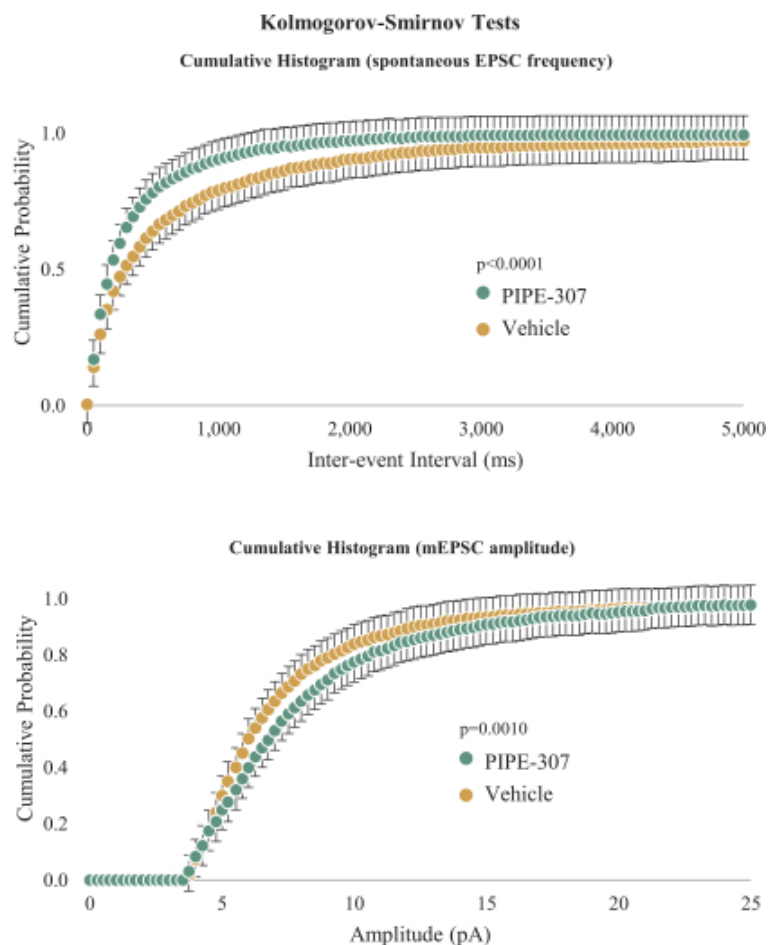 Kolmogorov-Smirnov Tests
Cumulative Histogram (spontaneous EPSC frequency)
Cumulative Probability
1.0
0.5
0.0
p<0.0001
PIPE-307
Vehicle
0
1,000
2,000
3,000
4,000
5,000
Inter-event Interval (ms)
Cumulative Histogram (mEPSC amplitude)
Cumulative Probability
1.0
0.8
0.6
0.4
0.2
0.0
p=0.0010
PIPE-307
Vehicle
0
5
10
15
20
25
Amplitude (pA)